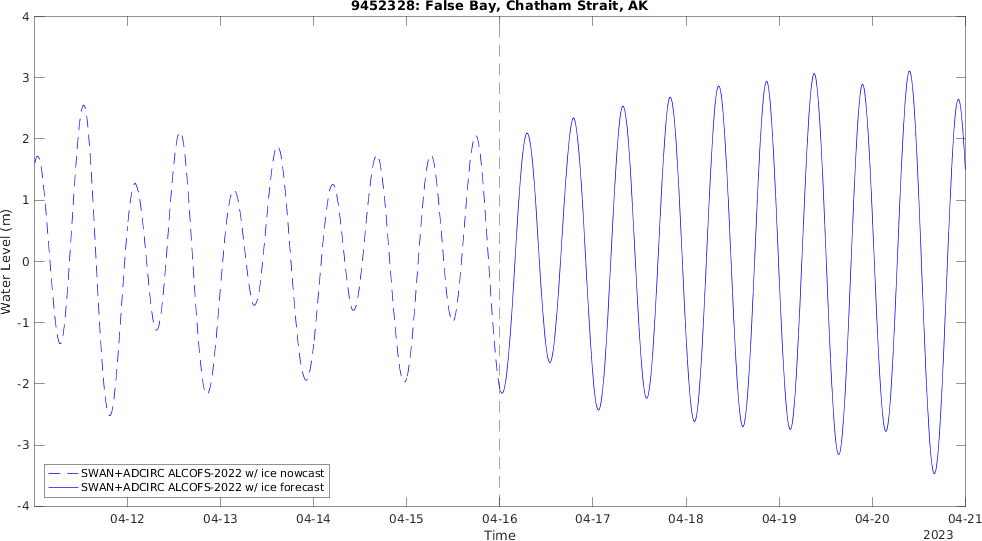 9452328: False Bay, Chatham Strait, AK
4
3
2
1
0
-1
-2
-3
-4
Water Level (m)
SWAN+ADCIRC ALCOFS-2022 w/ ice nowcast
SWAN+ADCIRC ALCOFS-2022 w/ ice forecast
04-12 04-13 04-14 04-15 04-16 04-17 04-18 04-19 04-20 04-21
Time
2023